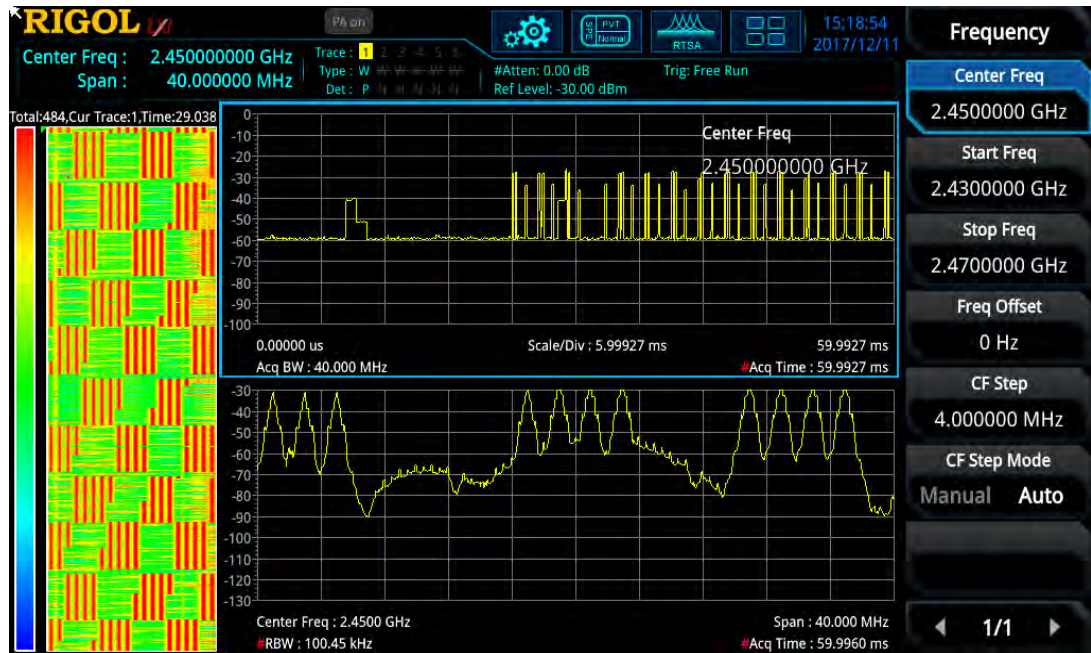 RIGOL LXI
PA on
SPE PVT Normal
RTSA
15;18:54
2017/12/11
Center Freq : 2.450000000 GHz
Span : 40.000000 MHz
Trace : 1 2 3 4 5 6
Type : W W W W W W
Det : P N N N N N
#Atten: 0.00 dB
Trig: Free Run
Ref Level: -30.00 dBm
Total:484,Cur Trace:1,Time:29.038
0
-10
-20
-30
-40
-50
-60
-70
-80
-90
-100
Center Freq
2.450000000 GHz
0.00000 us
Scale/Div : 5.99927 ms
59.9927 ms
Acq BW : 40.000 MHz
#Acq Time : 59.9927 ms
-30
-40
-50
-60
-70
-80
-90
-100
-110
-120
-130
Center Freq : 2.4500 GHz
Span : 40.000 MHz
#RBW : 100.45 kHz
#Acq Time : 59.9960 ms
Frequency
Center Freq
2.4500000 GHz
Start Freq
2.4300000 GHz
Stop Freq
2.4700000 GHz
Freq Offset
0 Hz
CF Step
4.000000 MHz
CF Step Mode
Manual Auto
1/1